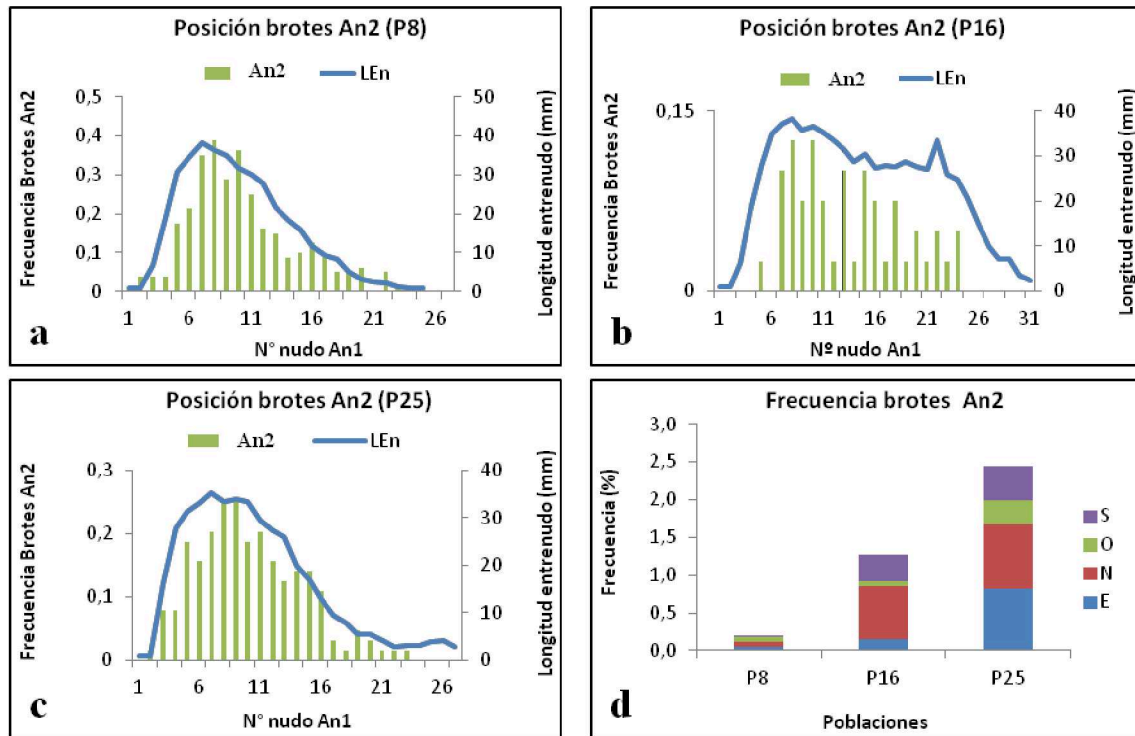 Posición brotes An2 (P8)
An2 LEn
Frecuencia Brotes An2
0,5
0,4
0,3
0,2
0,1
0
50
40
30
20
10
0
Longitud entrenudo (mm)
1 6 11 16 21 26
N° nudo An1
a
Posición brotes An2 (P16)
An2 LEn
Frecuencia Brotes An2
0,15
0
40
30
20
10
0
Longitud entrenudo (mm)
1 6 11 16 21 26 31
Nº nudo An1
b
Posición brotes An2 (P25)
An2 LEn
Frecuencia Brotes An2
0,3
0,2
0,1
0
40
30
20
10
0
Longitud entrenudo (mm)
1 6 11 16 21 26
N° nudo An1
c
Frecuencia brotes An2
Frecuencia (%)
3,0
2,5
2,0
1,5
1,0
0,5
0,0
P8 P16 P25
Poblaciones
S
O
N
E
d